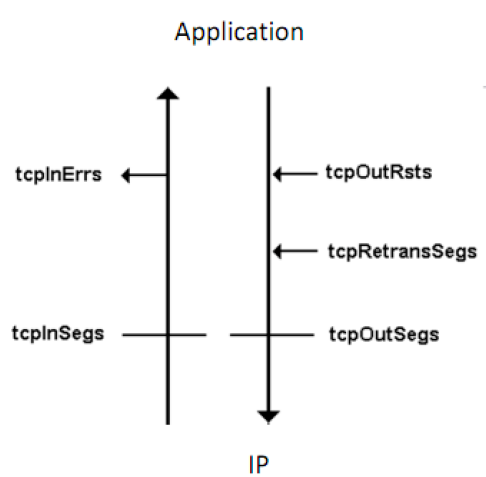 Application
tcpInErrs
tcpOutRsts
tcpRetransSegs
tcpInSegs
tcpOutSegs
IP